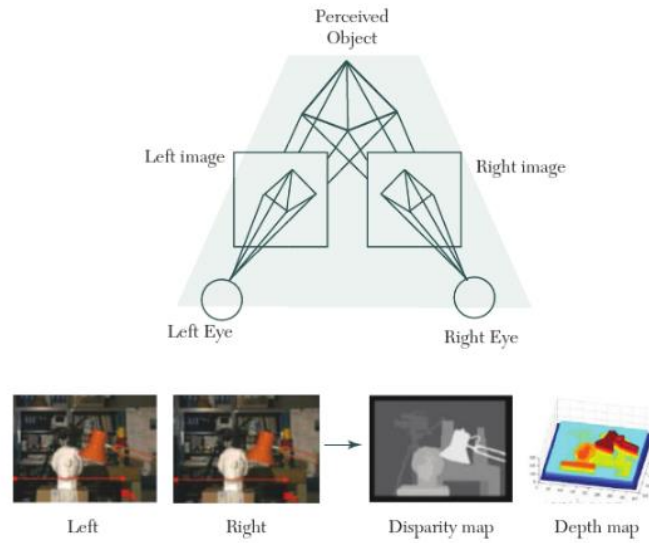 Perceived
Object
Left image
Right image
Left Eye
Right Eye
Left
Right
Disparity map
Depth map